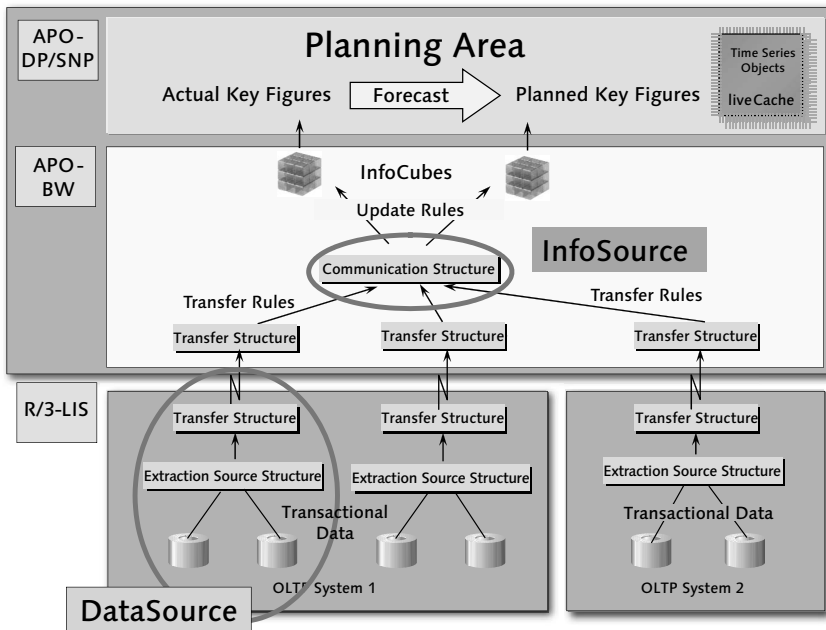 APO-
DP/SNP
Planning Area
Time Series
Objects
liveCache
Actual Key Figures
Forecast
Planned Key Figures
APO-
BW
InfoCubes
Update Rules
InfoSource
Communication Structure
Transfer Rules
Transfer Rules
Transfer Structure
Transfer Structure
Transfer Structure
R/3-LIS
Transfer Structure
Transfer Structure
Transfer Structure
Extraction Source Structure
Extraction Source Structure
Extraction Source Structure
Transactional
Data
Transactional Data
OLTP System 1
OLTP System 2
DataSource